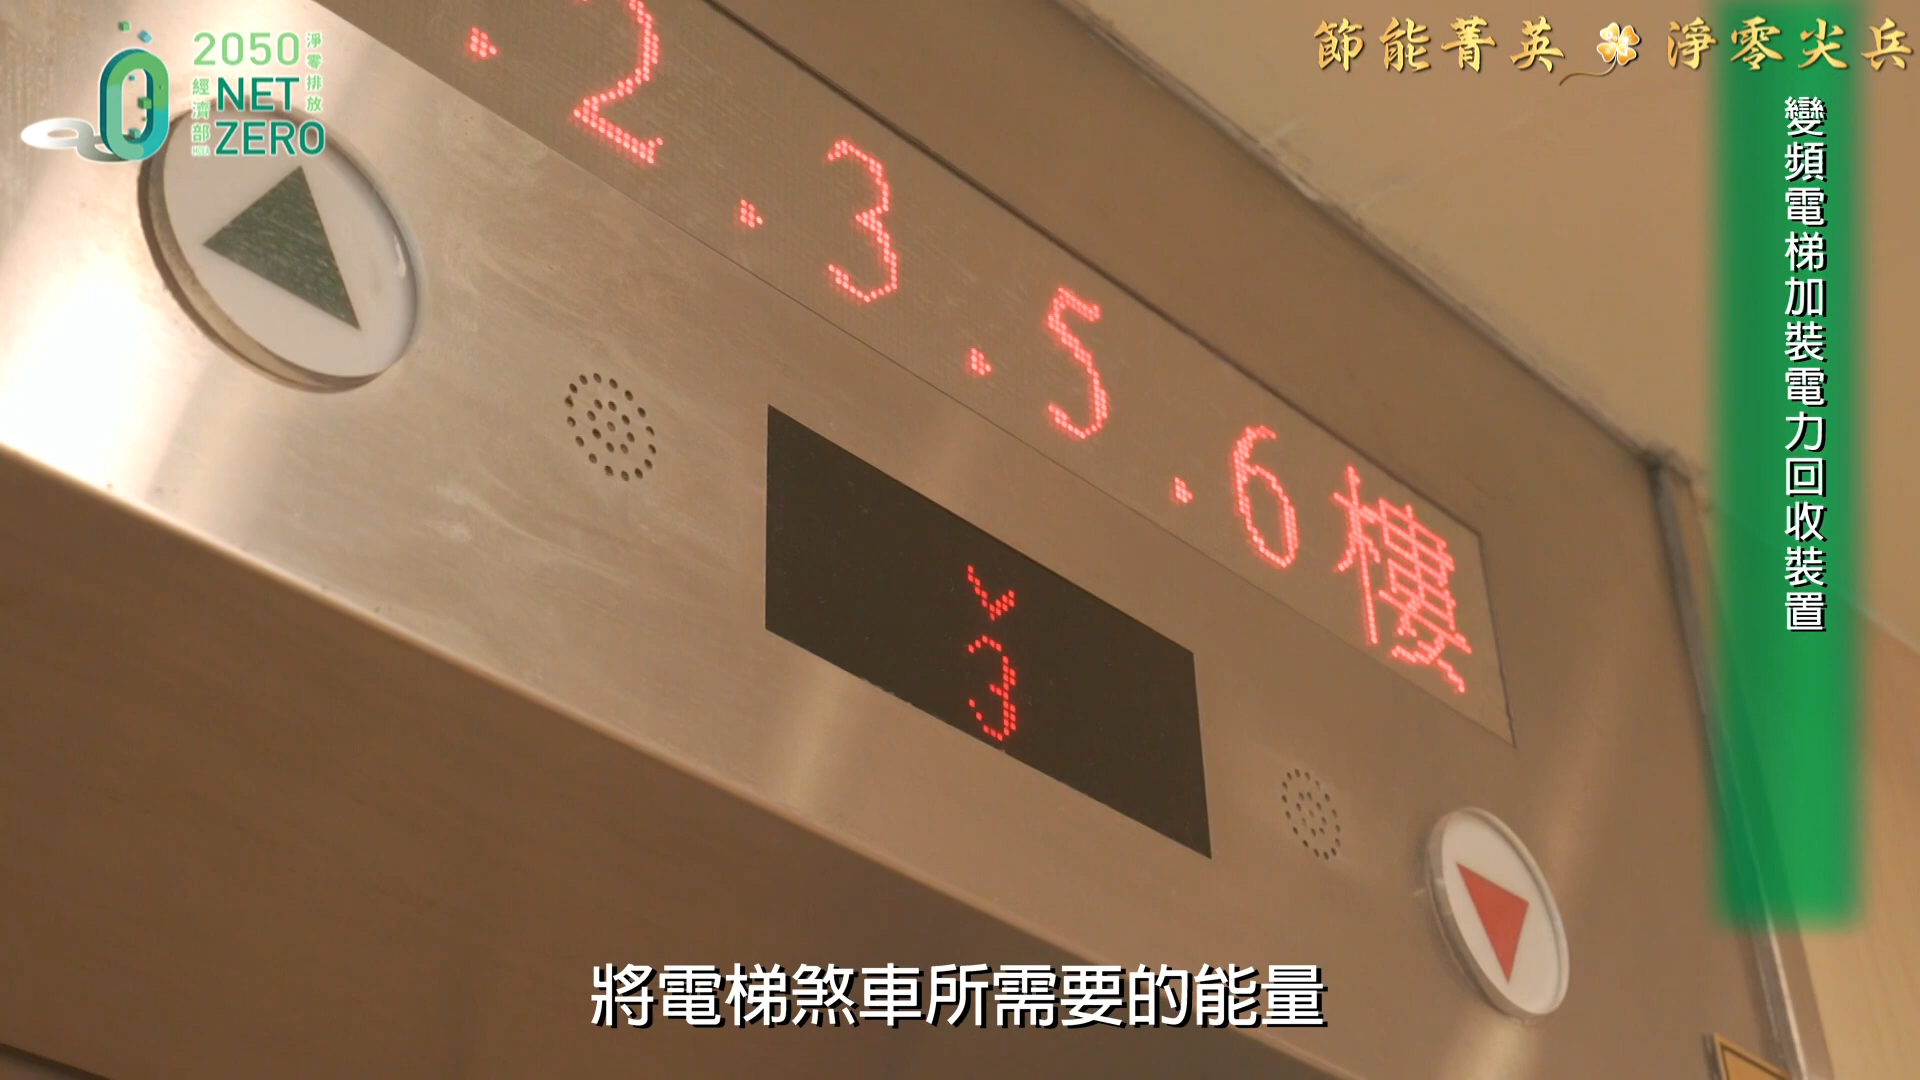 2050
淨零排放
經濟部
NET
ZERO
節能菁英 淨零尖兵
變頻電梯加裝電力回收裝置
.2.3.5.6樓
3
將電梯煞車所需要的能量